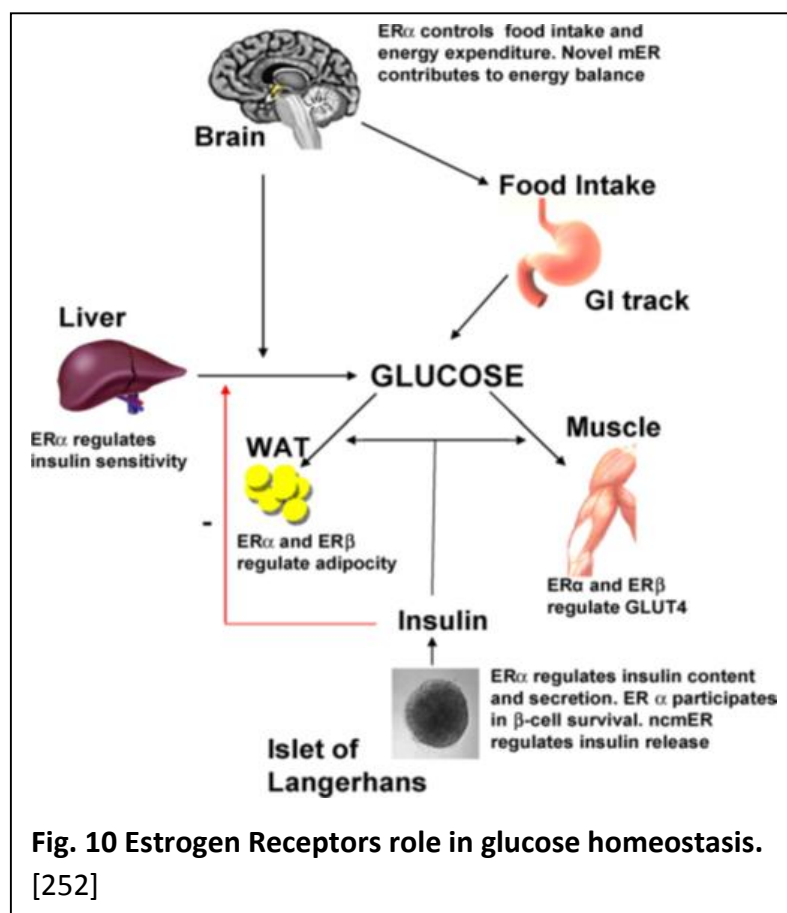 ERα controls food intake and
energy expenditure. Novel mER
contributes to energy balance
Brain
Food Intake
GI track
Liver
GLUCOSE
ERα regulates
insulin sensitivity
WAT
Muscle
-
ERα and ERβ
regulate adipocity
ERα and ERβ
regulate GLUT4
Insulin
ERα regulates insulin content
and secretion. ER α participates
in β-cell survival. ncmER
regulates insulin release
Islet of
Langerhans
Fig. 10 Estrogen Receptors role in glucose homeostasis.
[252]